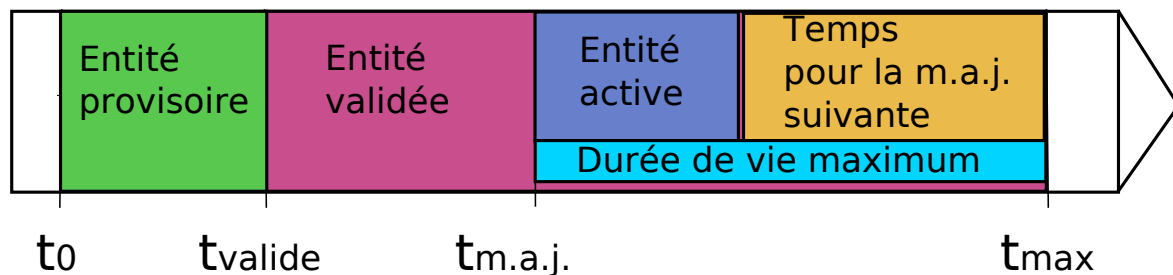 Entité
provisoire
Entité
validée
Entité
active
Temps
pour la m.a.j.
suivante
Durée de vie maximum
t0
tvalide
tm.a.j.
tmax